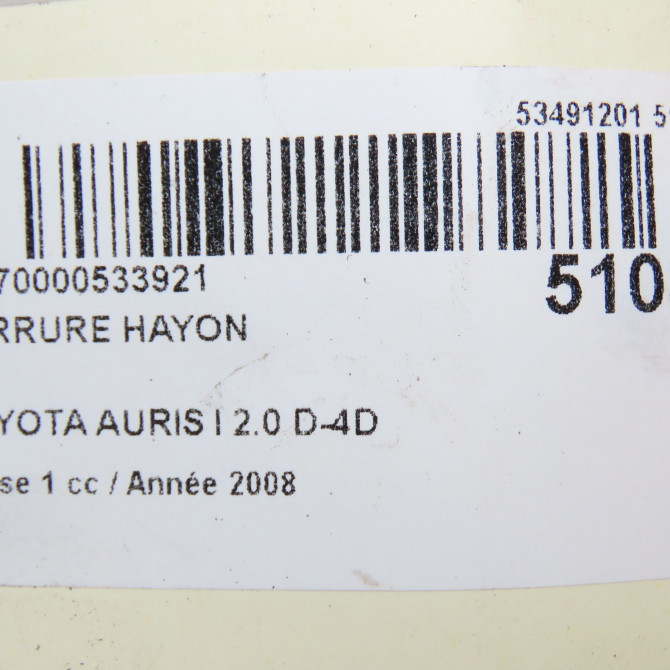 53491201 5
70000533921
510
RRURE HAYON
YOTA AURIS I 2.0 D-4D
se 1 cc / Année 2008